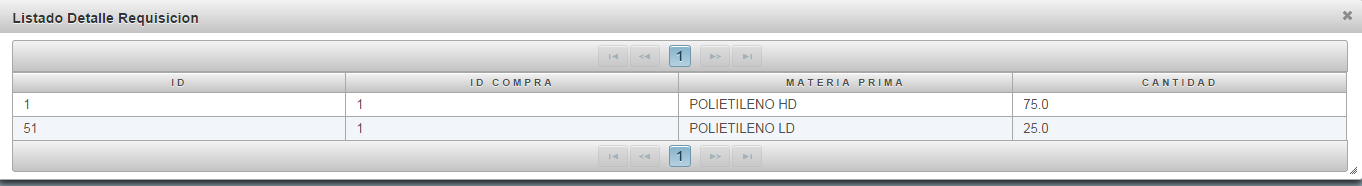 Listado Detalle Requisicion
1
ID ID COMPRA MATERIA PRIMA CANTIDAD
1 1 POLIETILENO HD 75.0
51 1 POLIETILENO LD 25.0
1